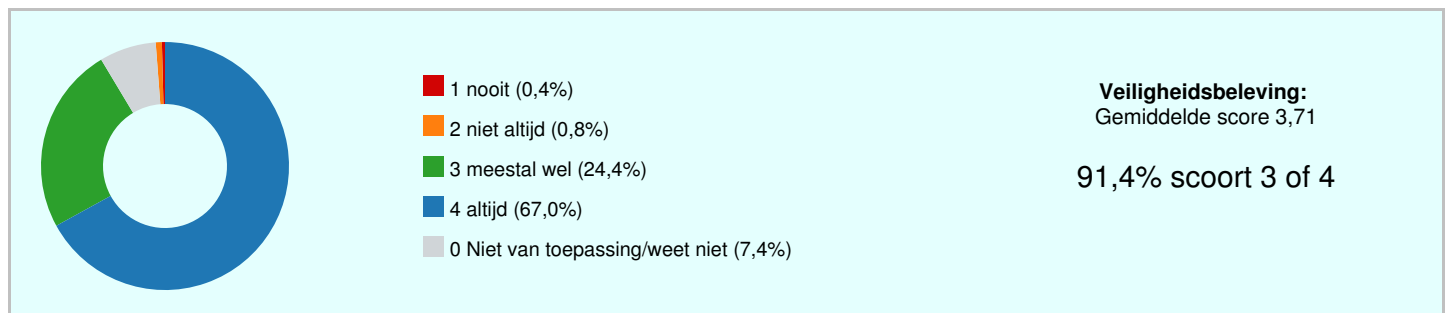 1 nooit (0,4%)
2 niet altijd (0,8%)
3 meestal wel (24,4%)
4 altijd (67,0%)
0 Niet van toepassing/weet niet (7,4%)
Veiligheidsbeleving:
Gemiddelde score 3,71
91,4% scoort 3 of 4